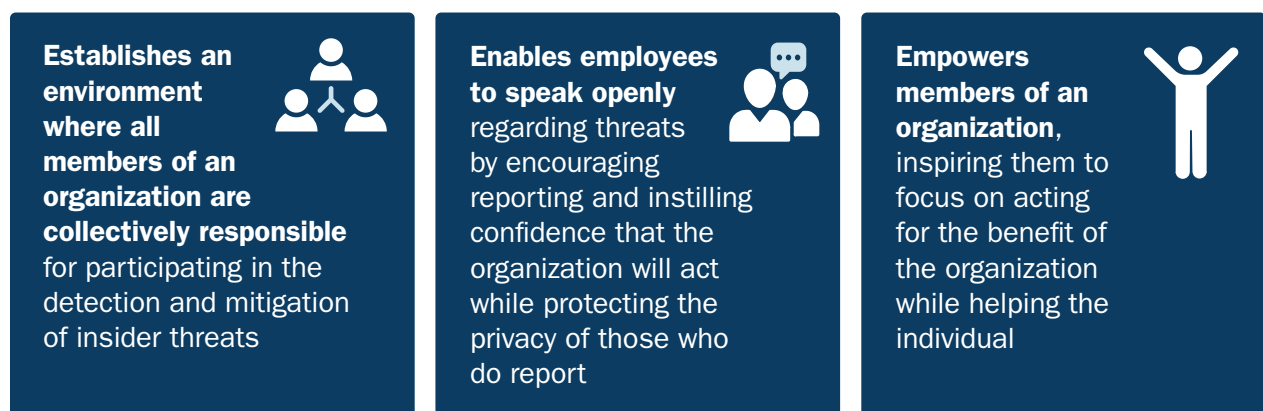 Establishes an
environment
where all
members of an
organization are
collectively responsible
for participating in the
detection and mitigation
of insider threats
Enables employees
to speak openly
regarding threats
by encouraging
reporting and instilling
confidence that the
organization will act
while protecting the
privacy of those who
do report
Empowers
members of an
organization,
inspiring them to
focus on acting
for the benefit of
the organization
while helping the
individual